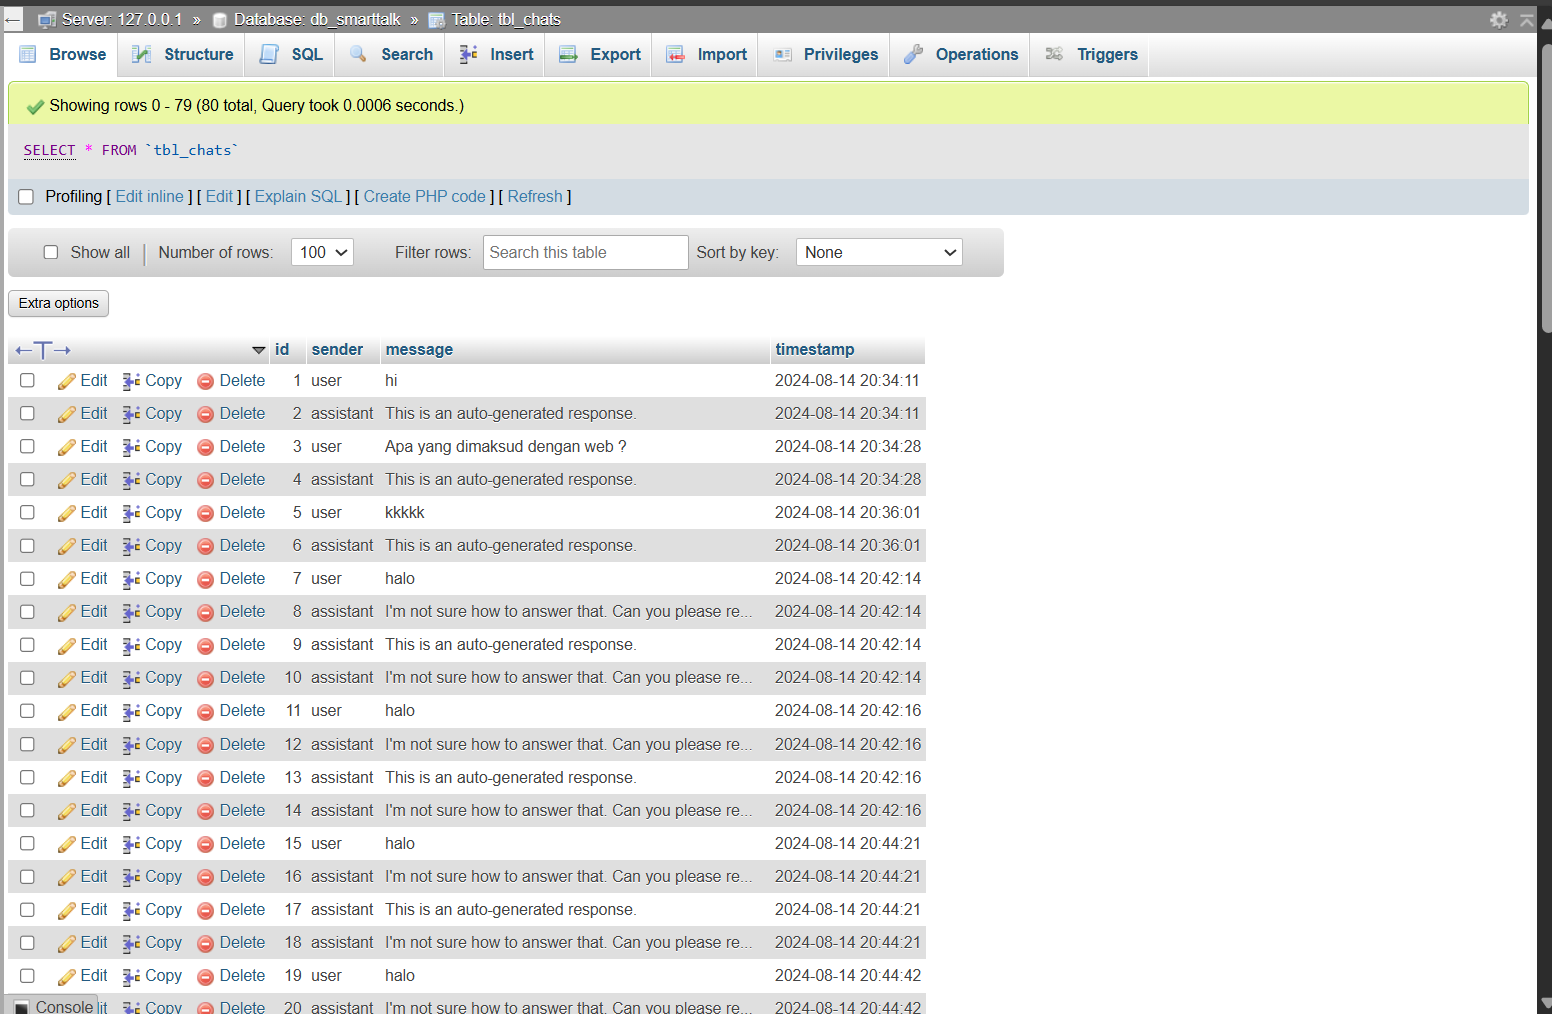 Server: 127.0.0.1 » Database: db_smarttalk » Table: tbl_chats
Browse Structure SQL Search Insert Export Import Privileges Operations Triggers
Showing rows 0 - 79 (80 total, Query took 0.0006 seconds.)
SELECT * FROM `tbl_chats`
Profiling [ Edit inline ] [ Edit ] [ Explain SQL ] [ Create PHP code ] [ Refresh ]
Show all | Number of rows: 100 Filter rows: Search this table Sort by key: None
Extra options
id sender message timestamp
Edit Copy Delete 1 user hi 2024-08-14 20:34:11
Edit Copy Delete 2 assistant This is an auto-generated response. 2024-08-14 20:34:11
Edit Copy Delete 3 user Apa yang dimaksud dengan web ? 2024-08-14 20:34:28
Edit Copy Delete 4 assistant This is an auto-generated response. 2024-08-14 20:34:28
Edit Copy Delete 5 user kkkkk 2024-08-14 20:36:01
Edit Copy Delete 6 assistant This is an auto-generated response. 2024-08-14 20:36:01
Edit Copy Delete 7 user halo 2024-08-14 20:42:14
Edit Copy Delete 8 assistant I'm not sure how to answer that. Can you please re... 2024-08-14 20:42:14
Edit Copy Delete 9 assistant This is an auto-generated response. 2024-08-14 20:42:14
Edit Copy Delete 10 assistant I'm not sure how to answer that. Can you please re... 2024-08-14 20:42:14
Edit Copy Delete 11 user halo 2024-08-14 20:42:16
Edit Copy Delete 12 assistant I'm not sure how to answer that. Can you please re... 2024-08-14 20:42:16
Edit Copy Delete 13 assistant This is an auto-generated response. 2024-08-14 20:42:16
Edit Copy Delete 14 assistant I'm not sure how to answer that. Can you please re... 2024-08-14 20:42:16
Edit Copy Delete 15 user halo 2024-08-14 20:44:21
Edit Copy Delete 16 assistant I'm not sure how to answer that. Can you please re... 2024-08-14 20:44:21
Edit Copy Delete 17 assistant This is an auto-generated response. 2024-08-14 20:44:21
Edit Copy Delete 18 assistant I'm not sure how to answer that. Can you please re... 2024-08-14 20:44:21
Edit Copy Delete 19 user halo 2024-08-14 20:44:42
Console it Copy Delete 20 assistant I'm not sure how to answer that. Can you please re... 2024-08-14 20:44:42